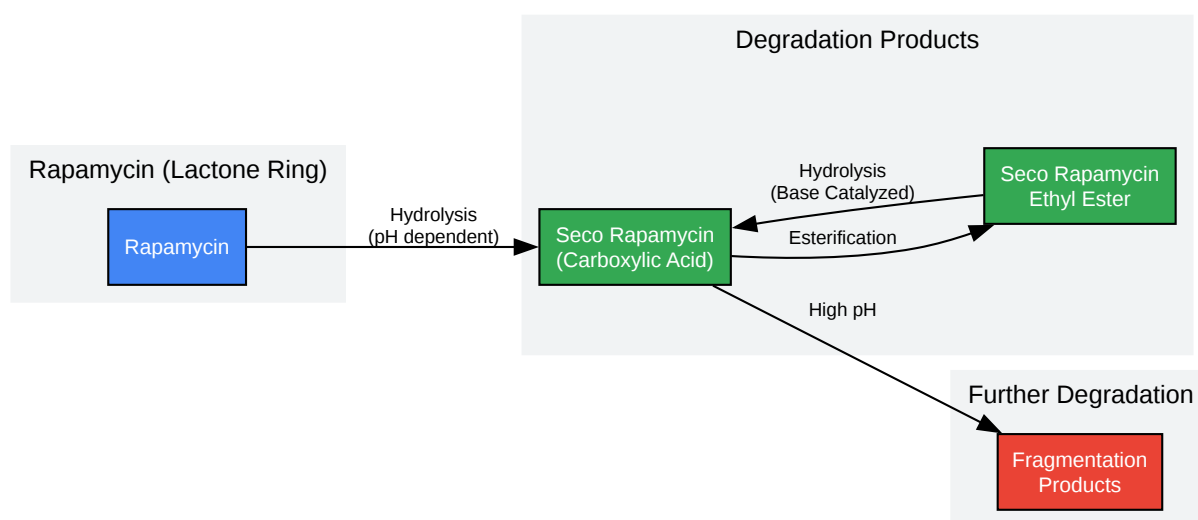 Degradation Products
Rapamycin (Lactone Ring)
Rapamycin
Hydrolysis
(pH dependent)
Seco Rapamycin
(Carboxylic Acid)
Hydrolysis
(Base Catalyzed)
Esterification
Seco Rapamycin
Ethyl Ester
High pH
Further Degradation
Fragmentation
Products